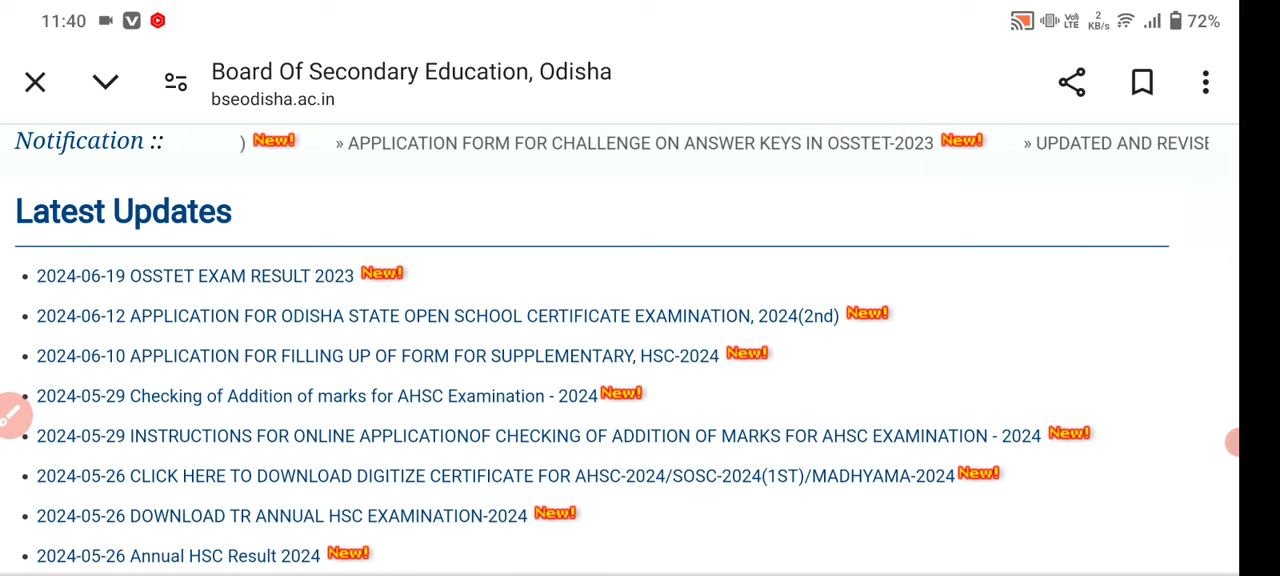 11:40
Voll LTE 2 KB/s 72%
Board Of Secondary Education, Odisha
bseodisha.ac.in
Notification :: ) New! » APPLICATION FORM FOR CHALLENGE ON ANSWER KEYS IN OSSTET-2023 New! » UPDATED AND REVISE
Latest Updates
2024-06-19 OSSTET EXAM RESULT 2023 New!
2024-06-12 APPLICATION FOR ODISHA STATE OPEN SCHOOL CERTIFICATE EXAMINATION, 2024(2nd) New!
2024-06-10 APPLICATION FOR FILLING UP OF FORM FOR SUPPLEMENTARY, HSC-2024 New!
2024-05-29 Checking of Addition of marks for AHSC Examination - 2024 New!
2024-05-29 INSTRUCTIONS FOR ONLINE APPLICATIONOF CHECKING OF ADDITION OF MARKS FOR AHSC EXAMINATION - 2024 New!
2024-05-26 CLICK HERE TO DOWNLOAD DIGITIZE CERTIFICATE FOR AHSC-2024/SOSC-2024(1ST)/MADHYAMA-2024 New!
2024-05-26 DOWNLOAD TR ANNUAL HSC EXAMINATION-2024 New!
2024-05-26 Annual HSC Result 2024 New!